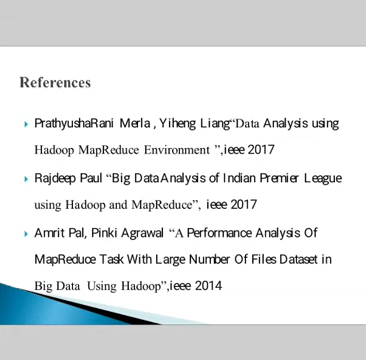 References
PrathyushaRani Merla , Yiheng Liang“Data Analysis using
Hadoop MapReduce Environment ”,ieee 2017
Rajdeep Paul “Big DataAnalysis of Indian Premier League
using Hadoop and MapReduce”, ieee 2017
Amrit Pal, Pinki Agrawal “A Performance Analysis Of
MapReduce Task With Large Number Of Files Dataset in
Big Data Using Hadoop”,ieee 2014